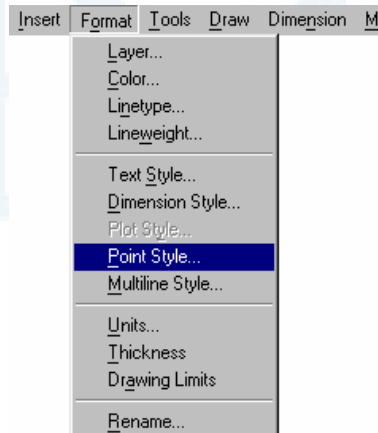 Insert Format Tools Draw Dimension M
Layer...
Color...
Linetype...
Lineweight...
Text Style...
Dimension Style...
Plot Style...
Point Style...
Multiline Style...
Units...
Thickness
Drawing Limits
Rename...